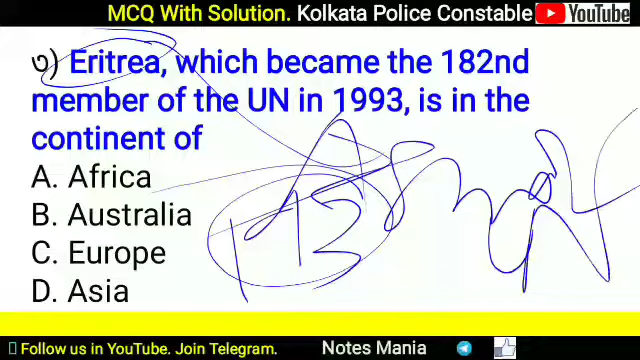 MCQ With Solution. Kolkata Police Constable YouTube
৩) Eritrea, which became the 182nd
member of the UN in 1993, is in the
continent of
A. Africa
B. Australia
C. Europe
D. Asia
Follow us in YouTube. Join Telegram. Notes Mania